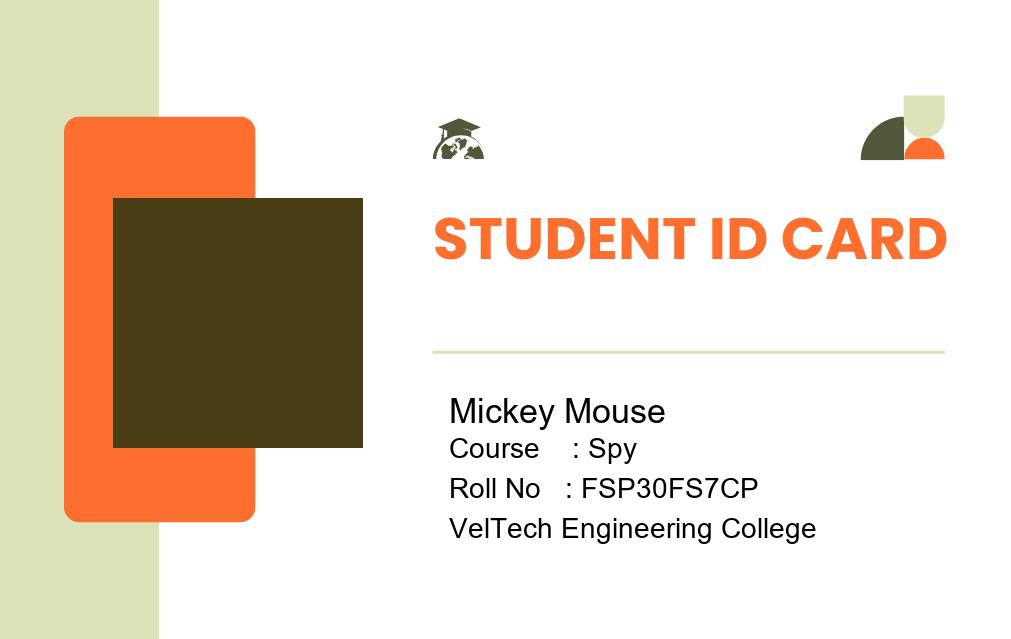 STUDENT ID CARD
Mickey Mouse
Course : Spy
Roll No : FSP30FS7CP
VelTech Engineering College